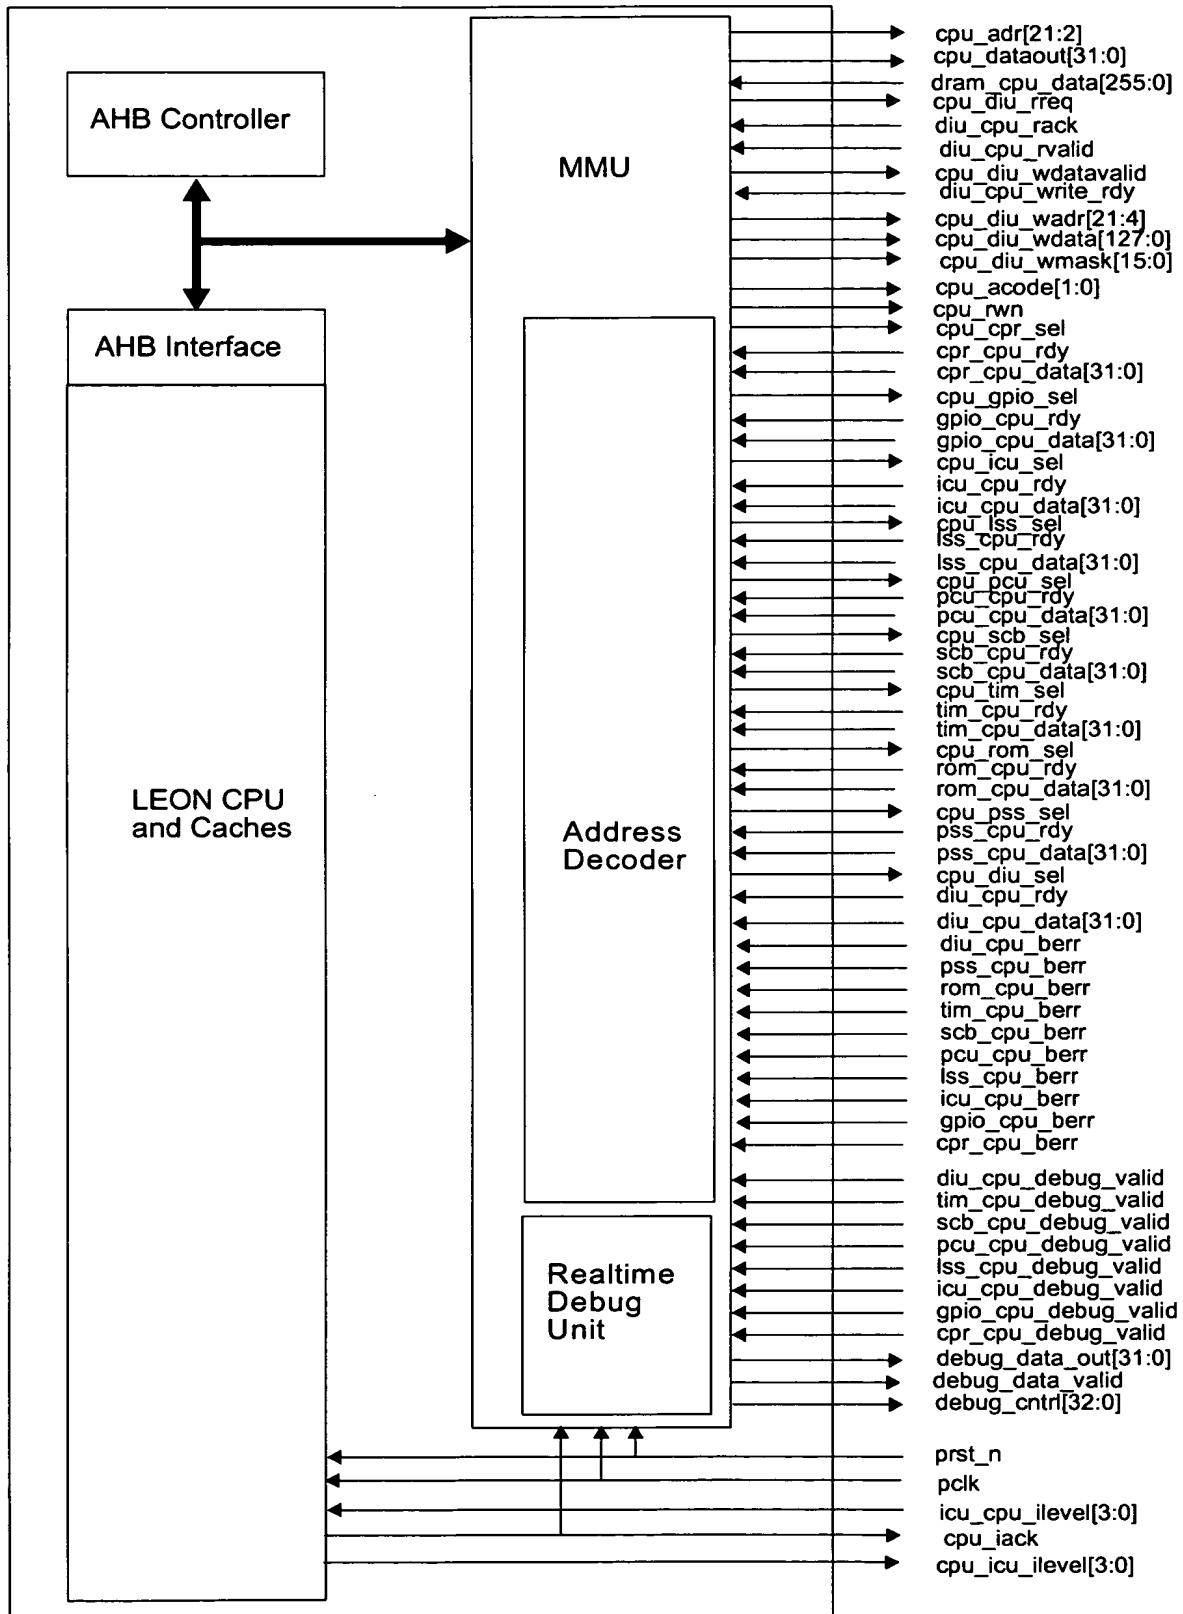 AHB Controller
AHB Interface
LEON CPU
and Caches
MMU
Address
Decoder
Realtime
Debug
Unit
cpu_adr[21:2]
cpu_dataout[31:0]
dram_cpu_data[255:0]
cpu_diu_rreq
diu_cpu_rack
diu_cpu_rvalid
cpu_diu_wdatavalid
diu_cpu_write_rdy
cpu_diu_wadr[21:4]
cpu_diu_wdata[127:0]
cpu_diu_wmask[15:0]
cpu_acode[1:0]
cpu_rwn
cpu_cpr_sel
cpr_cpu_rdy
cpr_cpu_data[31:0]
cpu_gpio_sel
gpio_cpu_rdy
gpio_cpu_data[31:0]
cpu_icu_sel
icu_cpu_rdy
icu_cpu_data[31:0]
cpu_lss_sel
lss_cpu_rdy
lss_cpu_data[31:0]
cpu_pcu_sel
pcu_cpu_rdy
pcu_cpu_data[31:0]
cpu_scb_sel
scb_cpu_rdy
scb_cpu_data[31:0]
cpu_tim_sel
tim_cpu_rdy
tim_cpu_data[31:0]
cpu_rom_sel
rom_cpu_rdy
rom_cpu_data[31:0]
cpu_pss_sel
pss_cpu_rdy
pss_cpu_data[31:0]
cpu_diu_sel
diu_cpu_rdy
diu_cpu_data[31:0]
diu_cpu_berr
pss_cpu_berr
rom_cpu_berr
tim_cpu_berr
scb_cpu_berr
pcu_cpu_berr
lss_cpu_berr
icu_cpu_berr
gpio_cpu_berr
cpr_cpu_berr
diu_cpu_debug_valid
tim_cpu_debug_valid
scb_cpu_debug_valid
pcu_cpu_debug_valid
lss_cpu_debug_valid
icu_cpu_debug_valid
gpio_cpu_debug_valid
cpr_cpu_debug_valid
debug_data_out[31:0]
debug_data_valid
debug_cntrl[32:0]
prst_n
pclk
icu_cpu_ilevel[3:0]
cpu_iack
cpu_icu_ilevel[3:0]